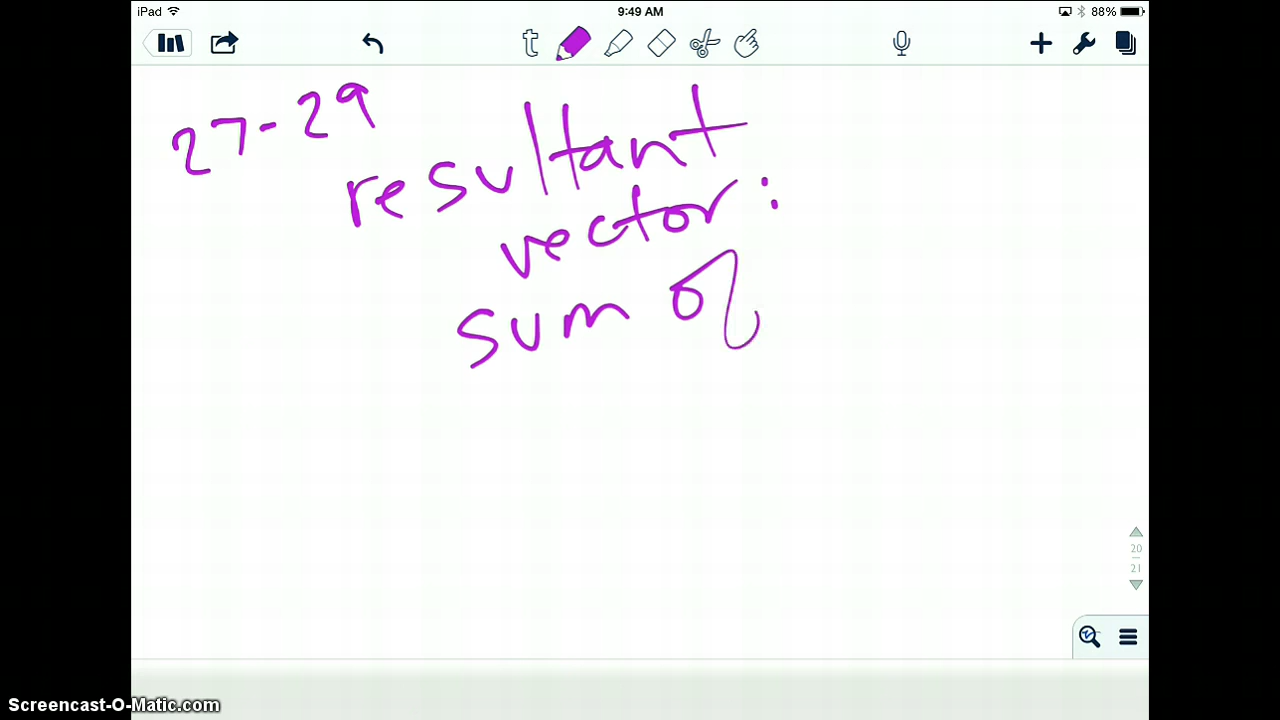 iPad 9:49 AM 88%
t
27-29
resultant
vector:
sum of
20
21
Screencast-O-Matic.com